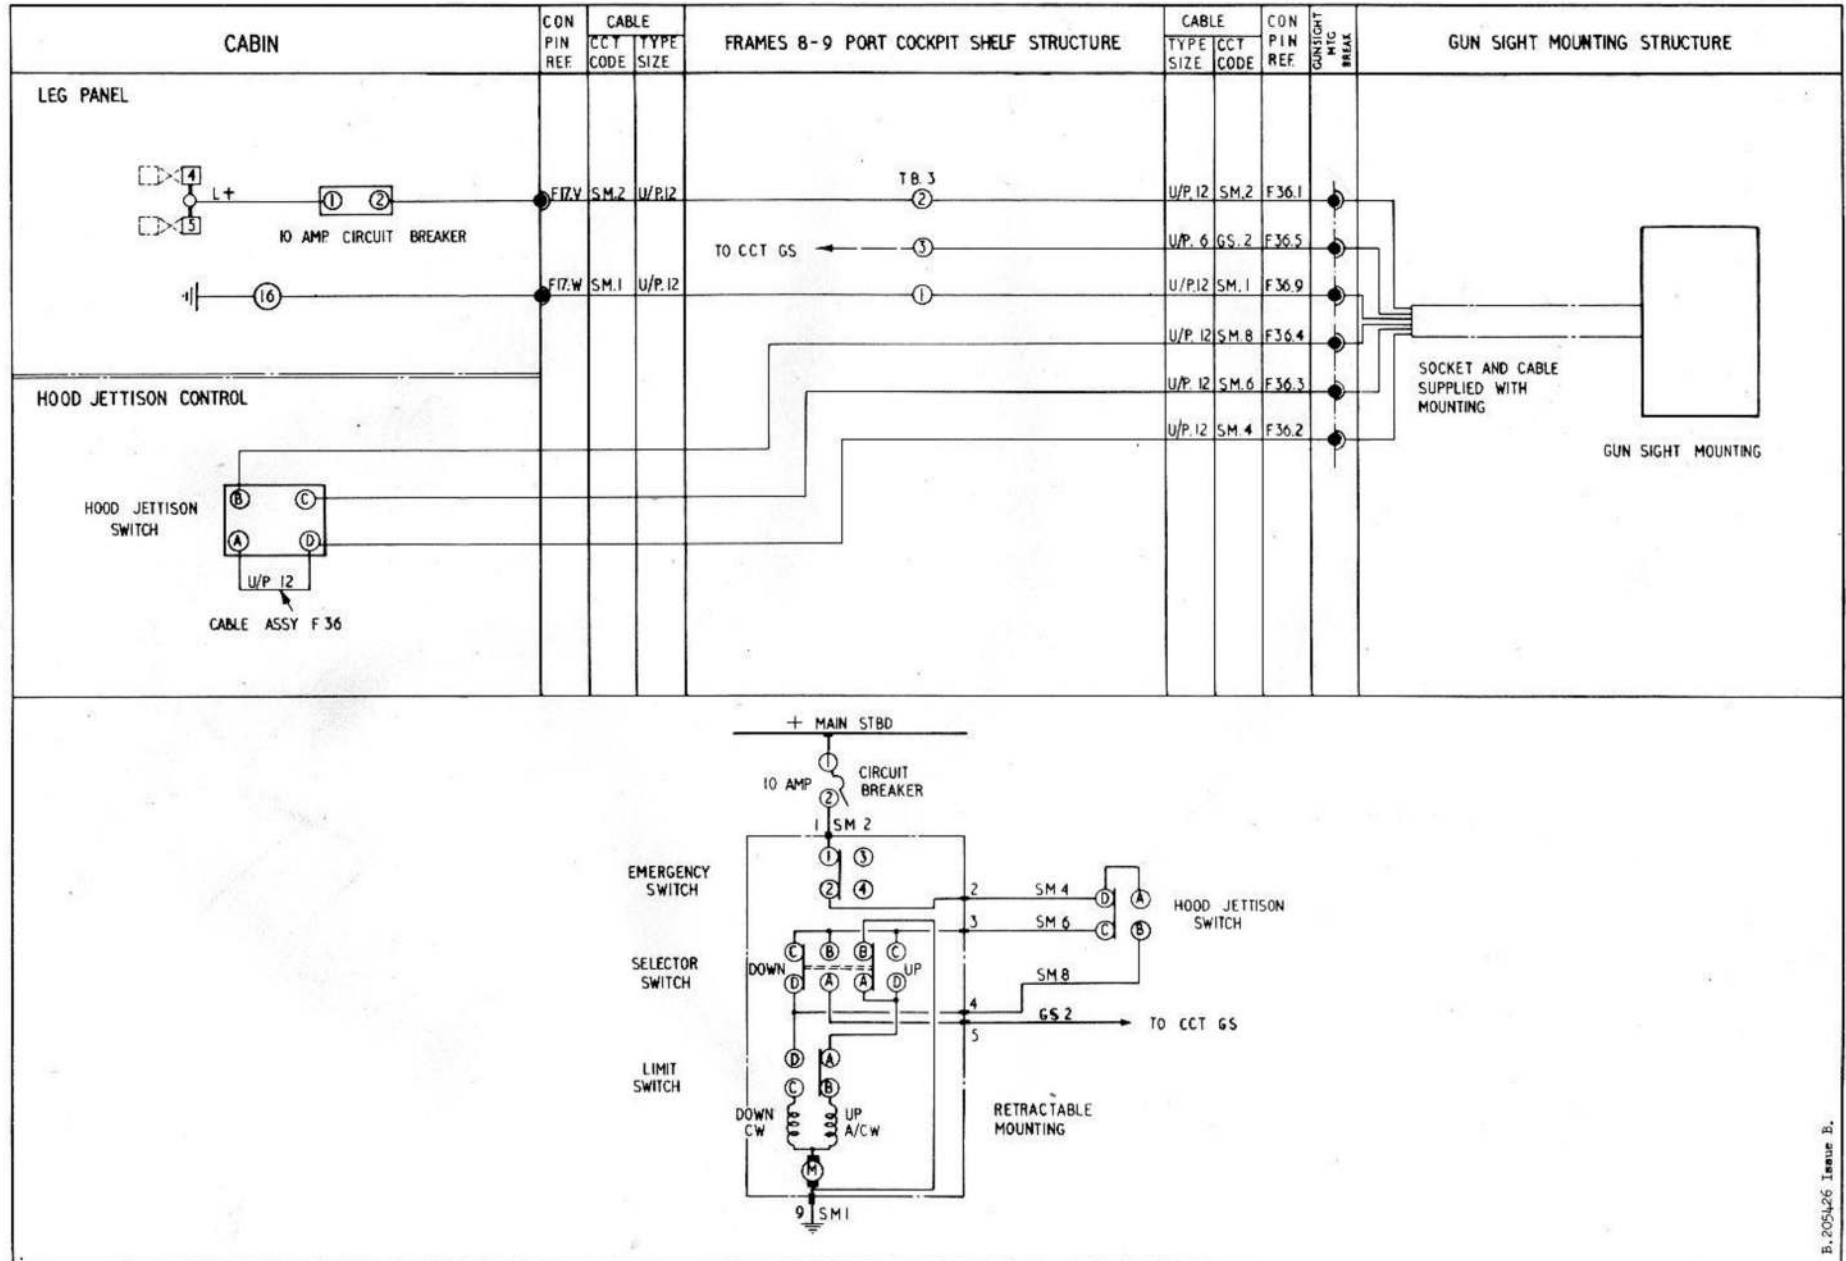 CABIN
CON PIN REF.
CABLE
CCT CODE
TYPE SIZE
FRAMES 8-9 PORT COCKPIT SHELF STRUCTURE
CABLE
TYPE SIZE
CCT CODE
CON PIN REF.
GUNSIGHT MTG BREAK
GUN SIGHT MOUNTING STRUCTURE
LEG PANEL
4
L+
1 2
5
10 AMP. CIRCUIT BREAKER
F17.V SM.2 U/P.12
T B. 3
2
U/P. 12 SM.2 F36.1
TO CCT GS
3
U/P. 6 GS.2 F36.5
16
F17.W SM.1 U/P.12
1
U/P.12 SM.1 F36.9
U/P. 12 SM.8 F36.4
U/P. 12 SM.6 F36.3
U/P.12 SM.4 F36.2
SOCKET AND CABLE
SUPPLIED WITH
MOUNTING
GUN SIGHT MOUNTING
HOOD JETTISON CONTROL
HOOD JETTISON
SWITCH
B C
A D
U/P 12
CABLE ASSY F 36
+ MAIN STBD
1
10 AMP
CIRCUIT
BREAKER
2
1 SM 2
EMERGENCY
SWITCH
1 3
2 4
2 SM 4
D A
HOOD JETTISON
SWITCH
3 SM 6
C B
SELECTOR
SWITCH
C B B C
DOWN
UP
D A A D
SM 8
4
GS 2
TO CCT GS
5
LIMIT
SWITCH
D A
C B
DOWN
CW
UP
A/CW
RETRACTABLE
MOUNTING
M
9 SM1
B.205426 Issue B.